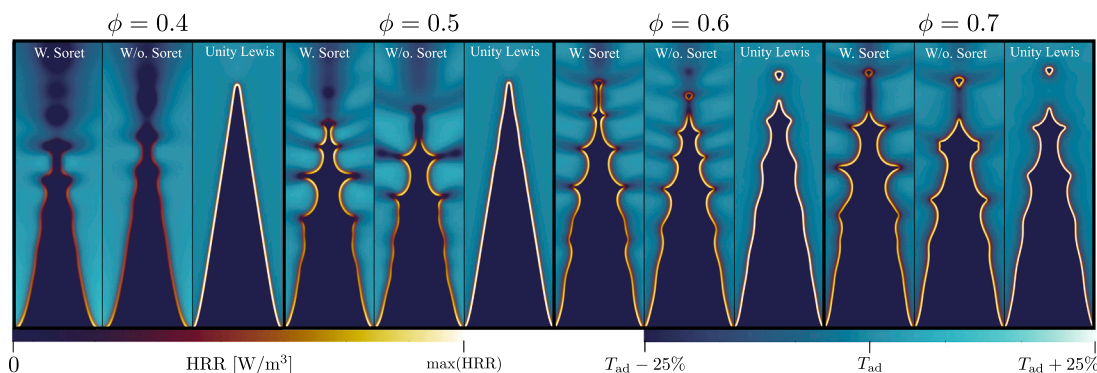 ϕ = 0.4 ϕ = 0.5 ϕ = 0.6 ϕ = 0.7
W. Soret W/o. Soret Unity Lewis W. Soret W/o. Soret Unity Lewis W. Soret W/o. Soret Unity Lewis W. Soret W/o. Soret Unity Lewis
0 HRR [W/m³] max(HRR) T_ad − 25% T_ad T_ad + 25%